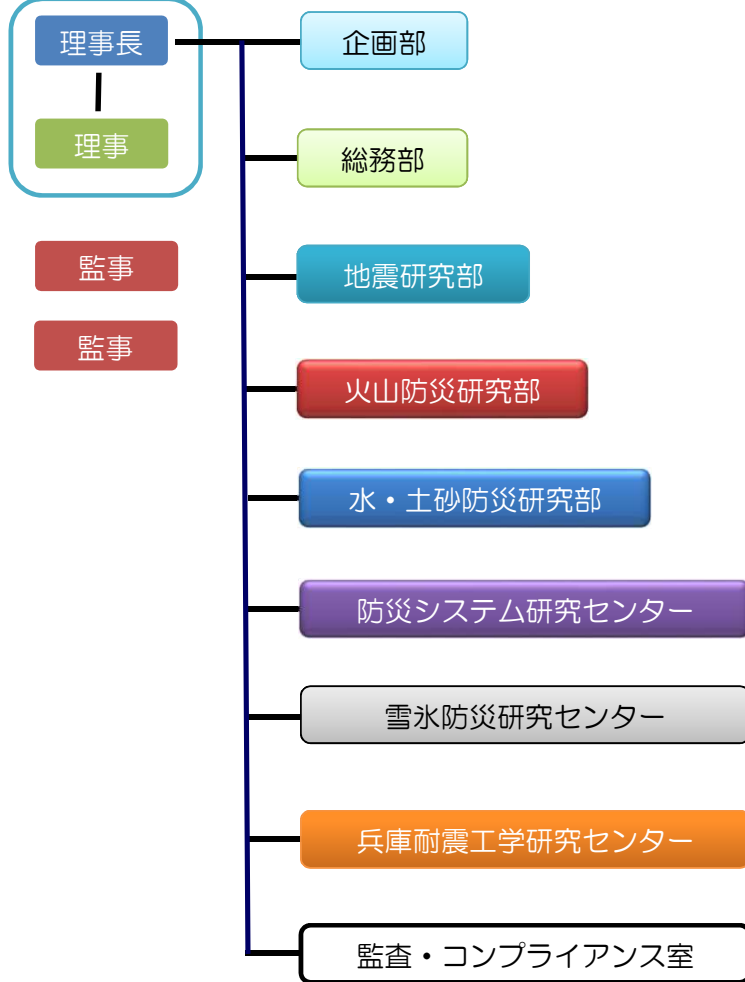 理事長
理事
監事
監事
企画部
総務部
地震研究部
火山防災研究部
水・土砂防災研究部
防災システム研究センター
雪氷防災研究センター
兵庫耐震工学研究センター
監査・コンプライアンス室